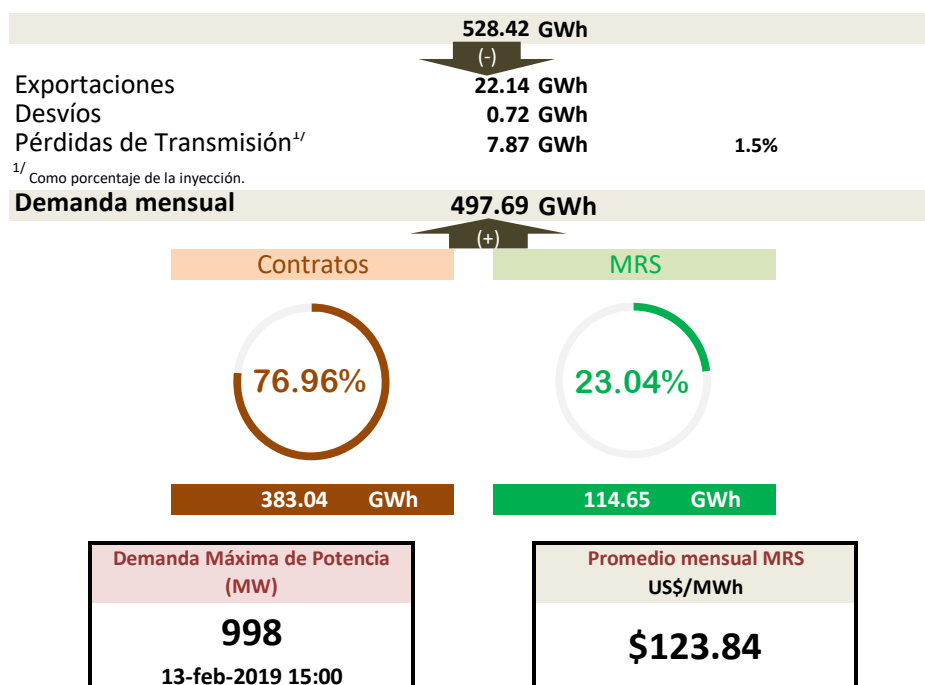 528.42 GWh
(-)
Exportaciones 22.14 GWh
Desvíos 0.72 GWh
Pérdidas de Transmisión1/ 7.87 GWh 1.5%
1/ Como porcentaje de la inyección.
Demanda mensual 497.69 GWh
(+)
Contratos MRS
76.96% 23.04%
383.04 GWh 114.65 GWh
Demanda Máxima de Potencia Promedio mensual MRS
(MW) US$/MWh
998 $123.84
13-feb-2019 15:00